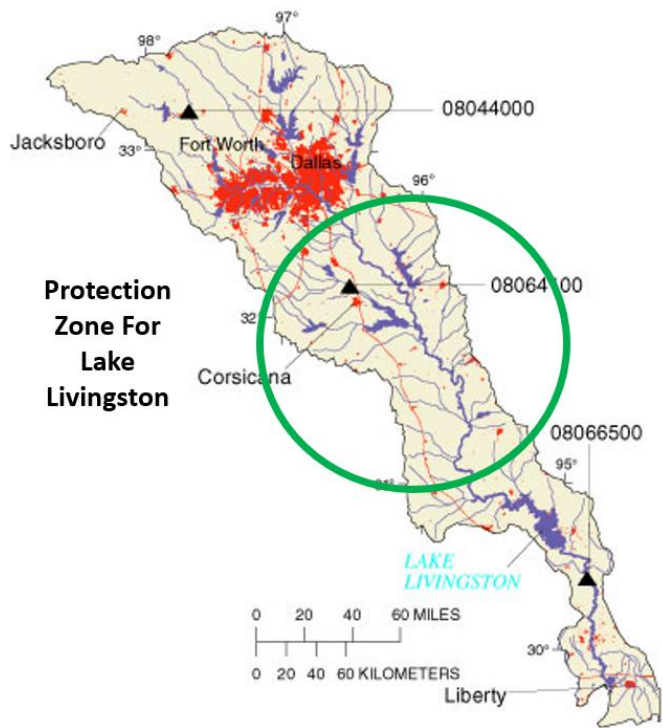 97°
98°
08044000
Jacksboro
Fort Worth
33°
Dallas
96°
Protection
Zone For
Lake
Livingston
32°
Corsicana
08066500
95°
LAKE
LIVINGSTON
0 20 40 60 MILES
0 20 40 60 KILOMETERS
30°
Liberty